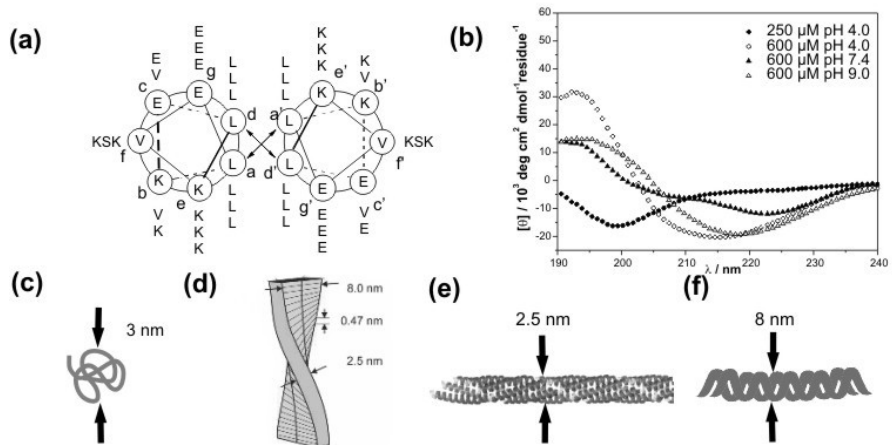 (a)
E
V
c
E
E
E
g
L
L
L
d
L
L
L
a'
K
K
K
e'
K
V
b'
E
E
L
L
K
K
KSK
V
f
V
KSK
f'
K
K
L
L
E
E
b
e
a
d'
g'
c'
V
K
K
K
K
L
L
L
L
L
L
E
E
E
V
E
(b)
250 µM pH 4.0
600 µM pH 4.0
600 µM pH 7.4
600 µM pH 9.0
[θ] / 10³ deg cm² dmol⁻¹residue⁻¹
60
50
40
30
20
10
0
-10
-20
190 200 210 220 230 240
λ / nm
(c)
3 nm
(d)
8.0 nm
0.47 nm
2.5 nm
(e)
2.5 nm
(f)
8 nm